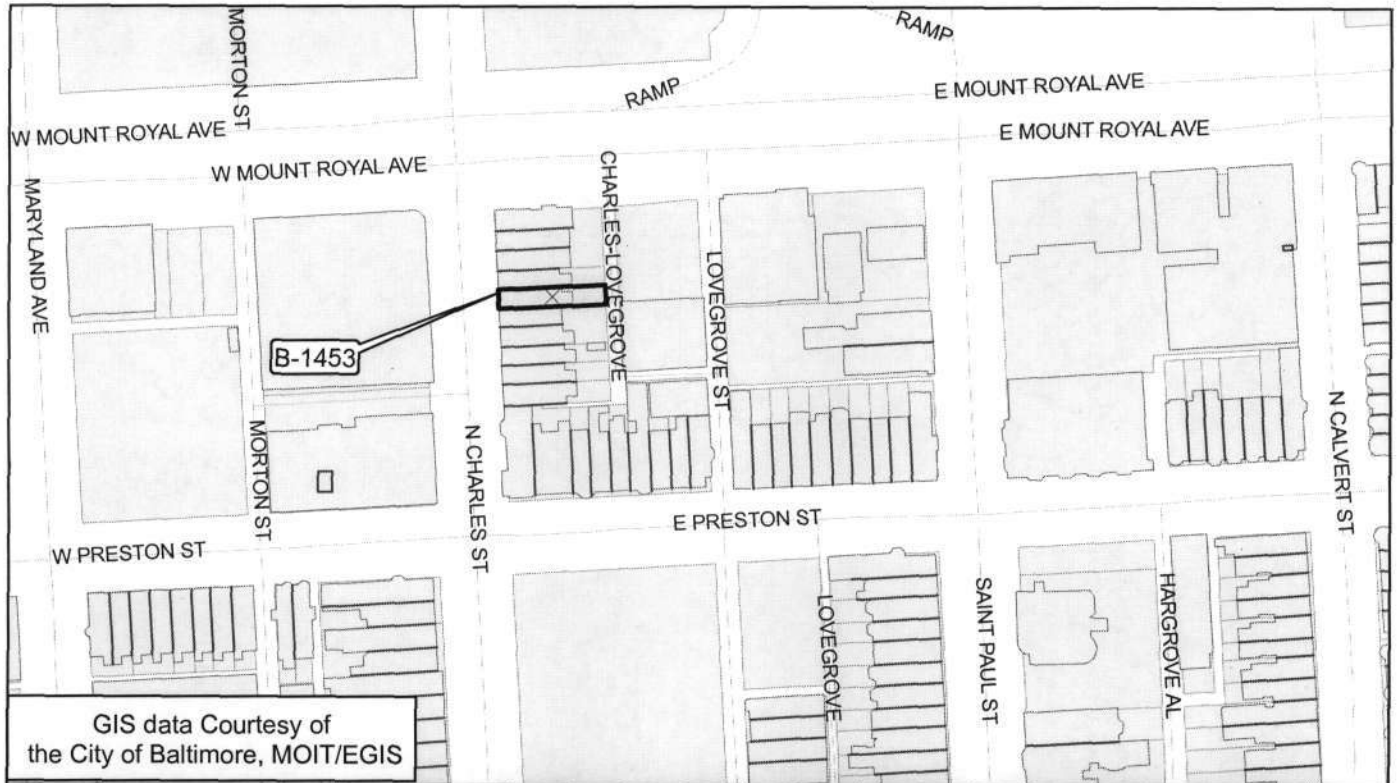 MORTON ST
RAMP
RAMP
E MOUNT ROYAL AVE
W MOUNT ROYAL AVE
E MOUNT ROYAL AVE
W MOUNT ROYAL AVE
MARYLAND AVE
CHARLES-LOVEGROVE
LOVEGROVE ST
B-1453
N CALVERT ST
MORTON ST
N CHARLES ST
E PRESTON ST
W PRESTON ST
LOVEGROVE
SAINT PAUL ST
HARGROVE AL
GIS data Courtesy of
the City of Baltimore, MOIT/EGIS